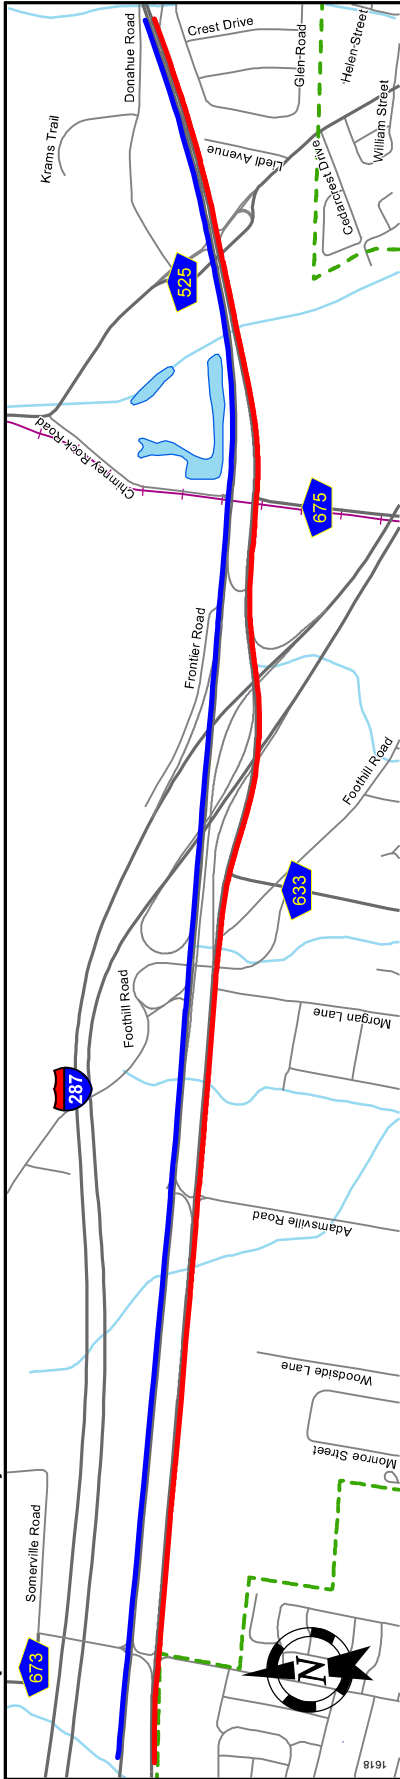 Donahue Road
Crest Drive
Glen Road
Helen Street
Krams Trail
Liedl Avenue
William Street
Cedarcrest Drive
525
Chimney Rock Road
675
Frontier Road
Foothill Road
633
Foothill Road
Morgan Lane
287
Adamsville Road
Woodside Lane
Monroe Street
Somerville Road
673
N
1618